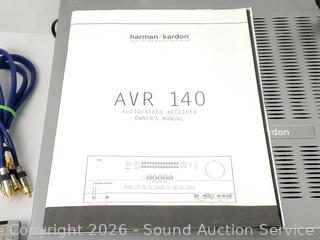 harman/kardon
AVR 140
AUDIO/VIDEO RECEIVER
OWNER'S MANUAL
kardon
Copyright ©2026 - Sound Auction Service